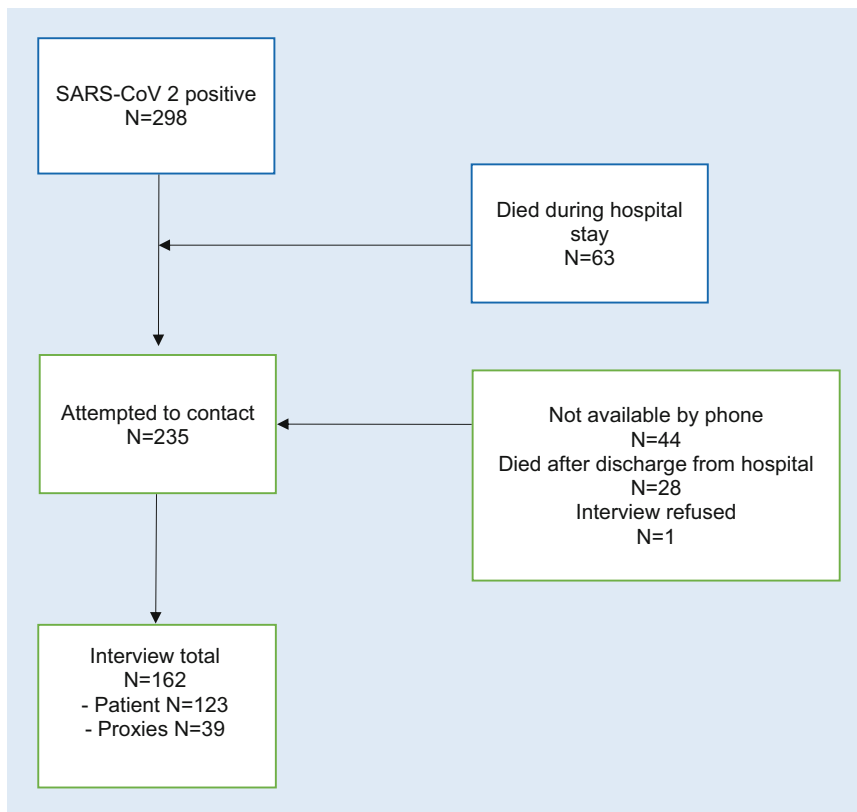 SARS-CoV 2 positive
N=298
Died during hospital
stay
N=63
Attempted to contact
N=235
Not available by phone
N=44
Died after discharge from hospital
N=28
Interview refused
N=1
Interview total
N=162
- Patient N=123
- Proxies N=39